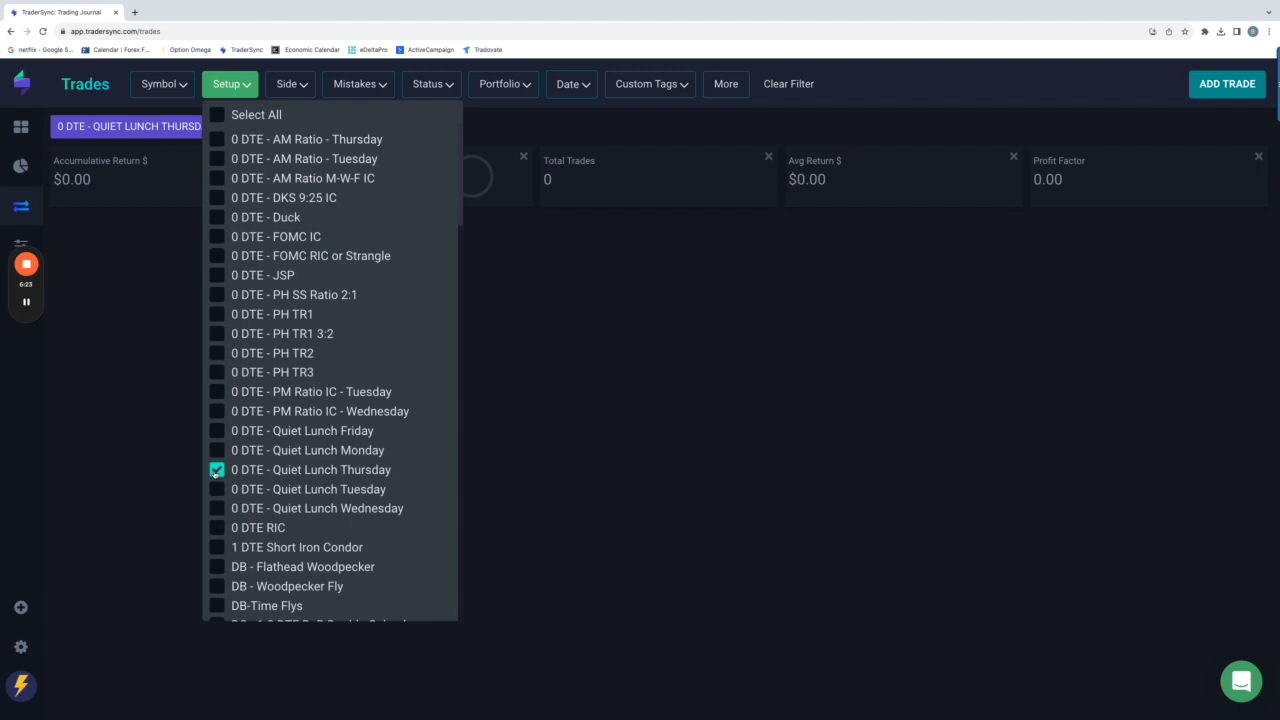 TraderSync: Trading Journal
app.tradersync.com/trades
netflix - Google S... Calendar | Forex F... Option Omega TraderSync Economic Calendar eDeltaPro ActiveCampaign Tradovate
Trades Symbol Setup Side Mistakes Status Portfolio Date Custom Tags More Clear Filter ADD TRADE
0 DTE - QUIET LUNCH THURSD
Accumulative Return $
$0.00
Total Trades
0
Avg Return $
$0.00
Profit Factor
0.00
Select All
0 DTE - AM Ratio - Thursday
0 DTE - AM Ratio - Tuesday
0 DTE - AM Ratio M-W-F IC
0 DTE - DKS 9:25 IC
0 DTE - Duck
0 DTE - FOMC IC
0 DTE - FOMC RIC or Strangle
0 DTE - JSP
0 DTE - PH SS Ratio 2:1
0 DTE - PH TR1
0 DTE - PH TR1 3:2
0 DTE - PH TR2
0 DTE - PH TR3
0 DTE - PM Ratio IC - Tuesday
0 DTE - PM Ratio IC - Wednesday
0 DTE - Quiet Lunch Friday
0 DTE - Quiet Lunch Monday
0 DTE - Quiet Lunch Thursday
0 DTE - Quiet Lunch Tuesday
0 DTE - Quiet Lunch Wednesday
0 DTE RIC
1 DTE Short Iron Condor
DB - Flathead Woodpecker
DB - Woodpecker Fly
DB-Time Flys
6:23